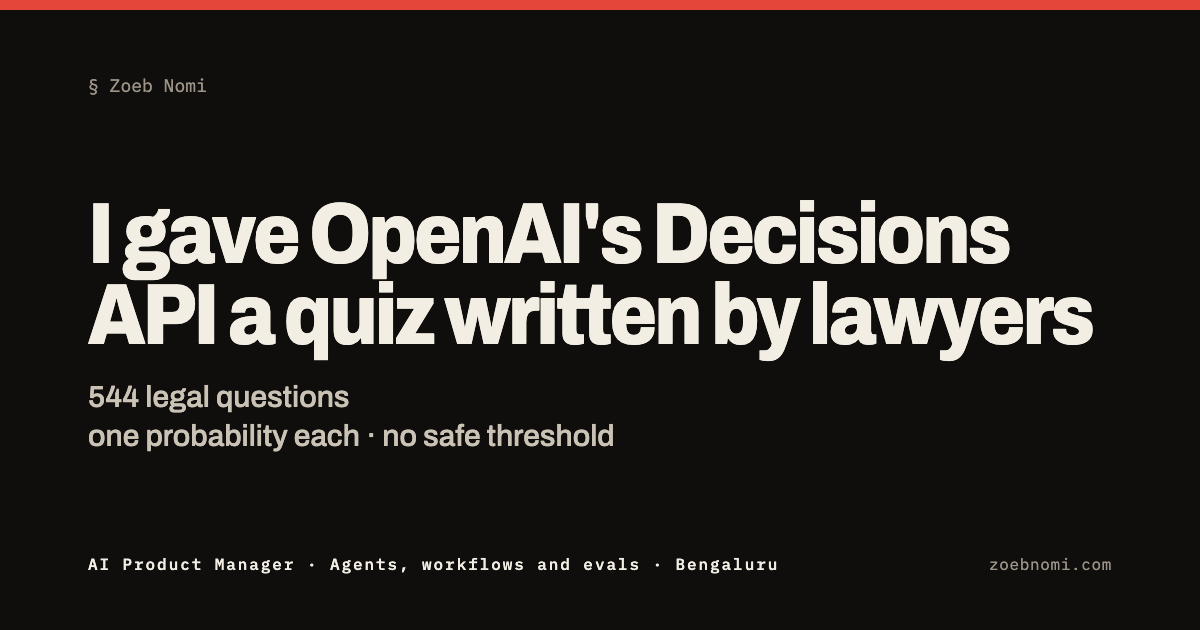 § Zoeb Nomi
I gave OpenAI's Decisions
API a quiz written by lawyers
544 legal questions
one probability each · no safe threshold
AI Product Manager · Agents, workflows and evals · Bengaluru
zoebnomi.com